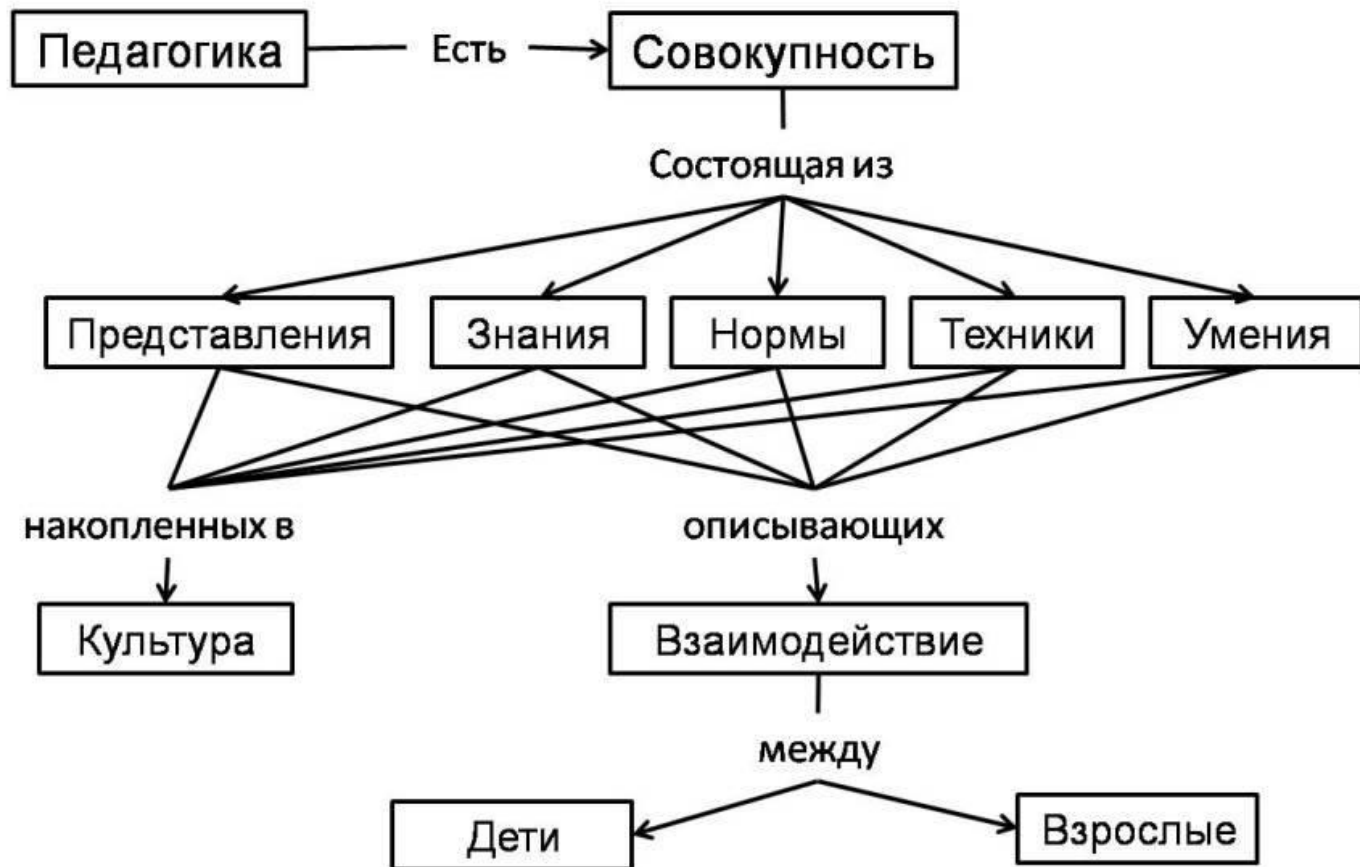 Педагогика
Есть
Совокупность
Состоящая из
Представления
Знания
Нормы
Техники
Умения
накопленных в
описывающих
Культура
Взаимодействие
между
Дети
Взрослые